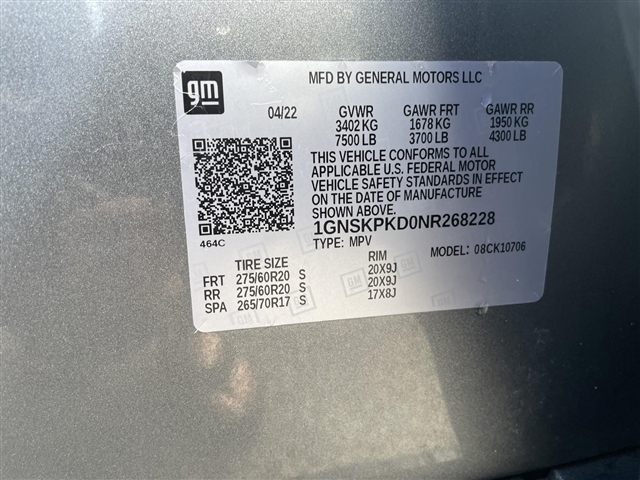 gm
MFD BY GENERAL MOTORS LLC
04/22 GVWR GAWR FRT GAWR RR
3402 KG 1678 KG 1950 KG
7500 LB 3700 LB 4300 LB
THIS VEHICLE CONFORMS TO ALL
APPLICABLE U.S. FEDERAL MOTOR
VEHICLE SAFETY STANDARDS IN EFFECT
ON THE DATE OF MANUFACTURE
SHOWN ABOVE.
1GNSKPKD0NR268228
464C
TYPE: MPV MODEL: 08CK10706
TIRE SIZE RIM
FRT 275/60R20 S 20X9J
RR 275/60R20 S 20X9J
SPA 265/70R17 S 17X8J